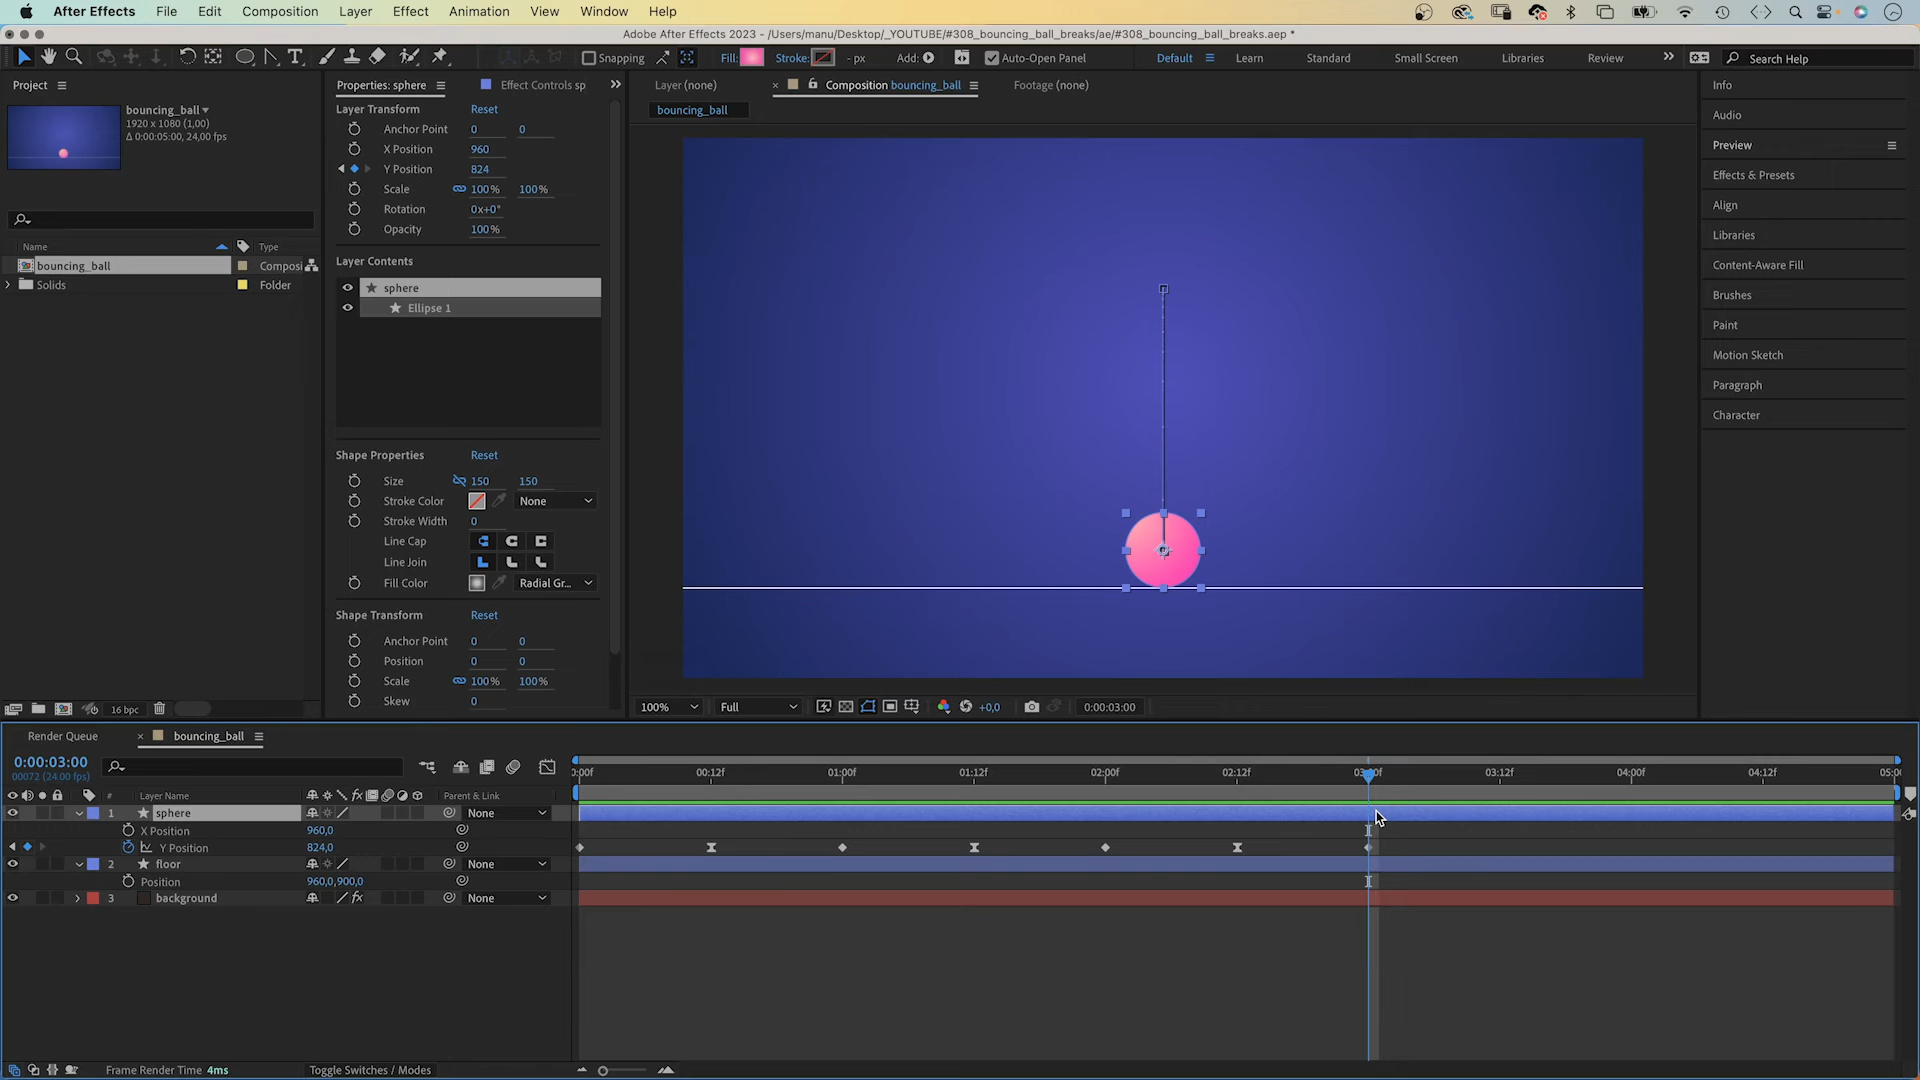 After Effects File Edit Composition Layer Effect Animation View Window Help
Adobe After Effects 2023 - /Users/manu/Desktop/_YOUTUBE/#308_bouncing_ball_breaks/ae/#308_bouncing_ball_breaks.aep *
Snapping Fill: Stroke: - px Add: Auto-Open Panel Default Learn Standard Small Screen Libraries Review Search Help
Project
bouncing_ball
1920 x 1080 (1,00)
Δ 0:00:05:00, 24,00 fps
Name Type
bouncing_ball Composi
Solids Folder
16 bpc
Properties: sphere Effect Controls sp
Layer Transform Reset
Anchor Point 0 0
X Position 960
Y Position 824
Scale 100% 100%
Rotation 0x+0°
Opacity 100%
Layer Contents
sphere
Ellipse 1
Shape Properties Reset
Size 150 150
Stroke Color None
Stroke Width 0
Line Cap
Line Join
Fill Color Radial Gr...
Shape Transform Reset
Anchor Point 0 0
Position 0 0
Scale 100% 100%
Skew 0
Layer (none) Composition bouncing_ball Footage (none)
bouncing_ball
100% Full +0,0 0:00:03:00
Info
Audio
Preview
Effects & Presets
Align
Libraries
Content-Aware Fill
Brushes
Paint
Motion Sketch
Paragraph
Character
Render Queue bouncing_ball
0:00:03:00
00072 (24.00 fps)
:00f 00:12f 01:00f 01:12f 02:00f 02:12f 03:00f 03:12f 04:00f 04:12f 05:00
# Layer Name Parent & Link
1 sphere None
X Position 960,0
Y Position 824,0
2 floor None
Position 960,0,900,0
3 background None
Frame Render Time 4ms Toggle Switches / Modes